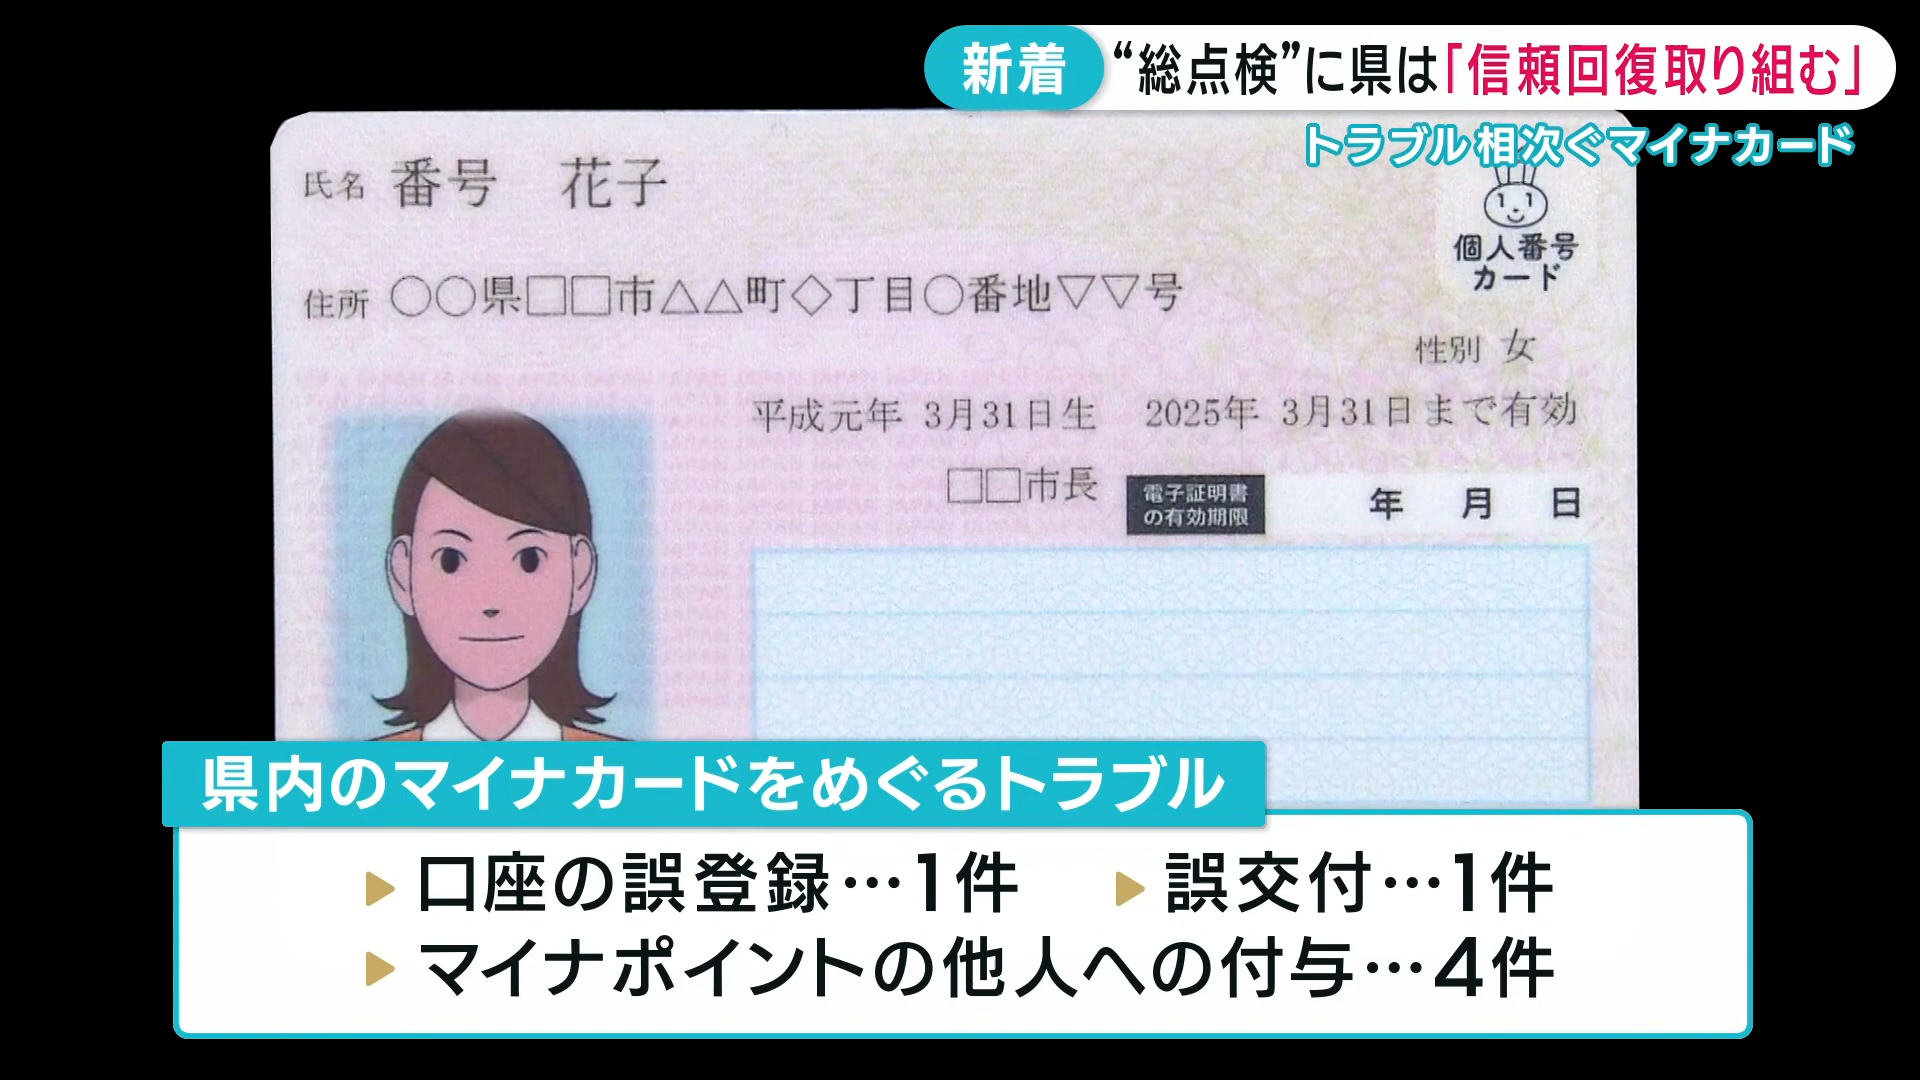 新着
“総点検”に県は「信頼回復取り組む」
トラブル相次ぐマイナカード
氏名 番号 花子
個人番号
カード
住所 ○○県□□市△△町◇丁目○番地▽▽号
性別 女
平成元年 3月31日生 2025年 3月31日まで有効
□□市長
電子証明書
の有効期限
年 月 日
県内のマイナカードをめぐるトラブル
▶口座の誤登録…1件 ▶誤交付…1件
▶マイナポイントの他人への付与…4件